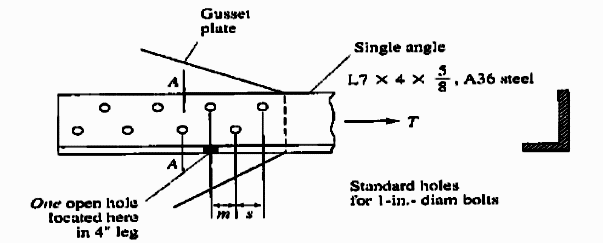 Gusset
plate
Single angle
L7 × 4 × 5/8, A36 steel
A
T
A
One open hole
located here
in 4" leg
m
s
Standard holes
for 1-in.- diam bolts